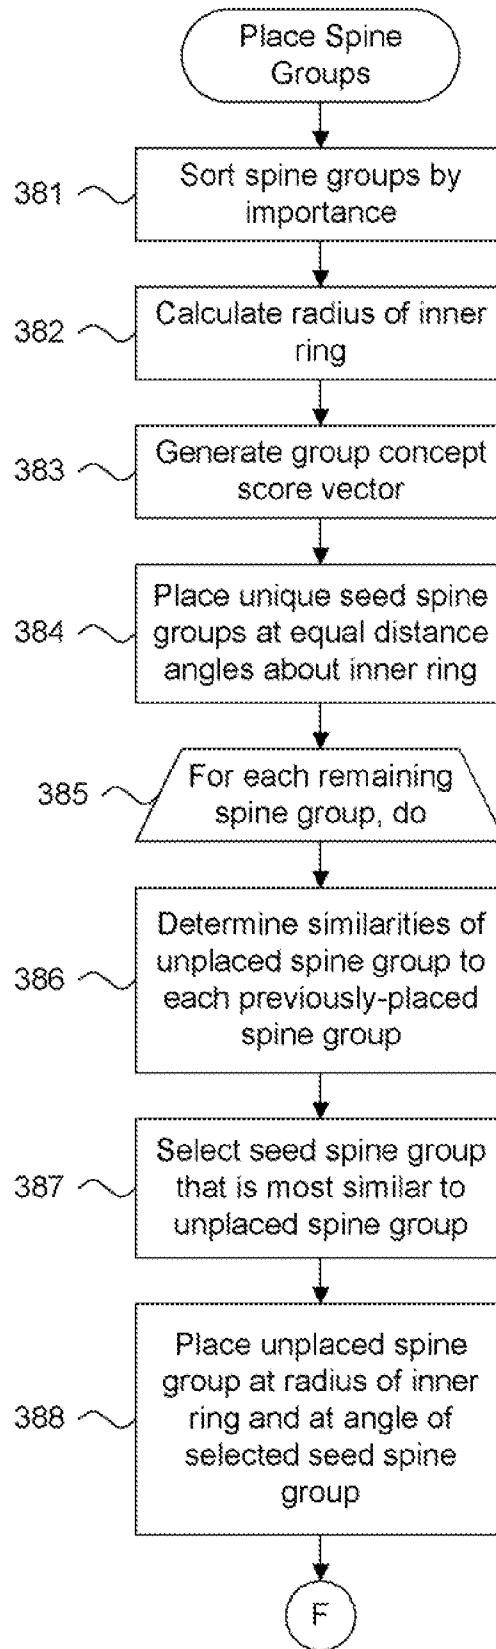 Place Spine
Groups
381
Sort spine groups by
importance
382
Calculate radius of inner
ring
383
Generate group concept
score vector
384
Place unique seed spine
groups at equal distance
angles about inner ring
385
For each remaining
spine group, do
386
Determine similarities of
unplaced spine group to
each previously-placed
spine group
387
Select seed spine group
that is most similar to
unplaced spine group
388
Place unplaced spine
group at radius of inner
ring and at angle of
selected seed spine
group
F